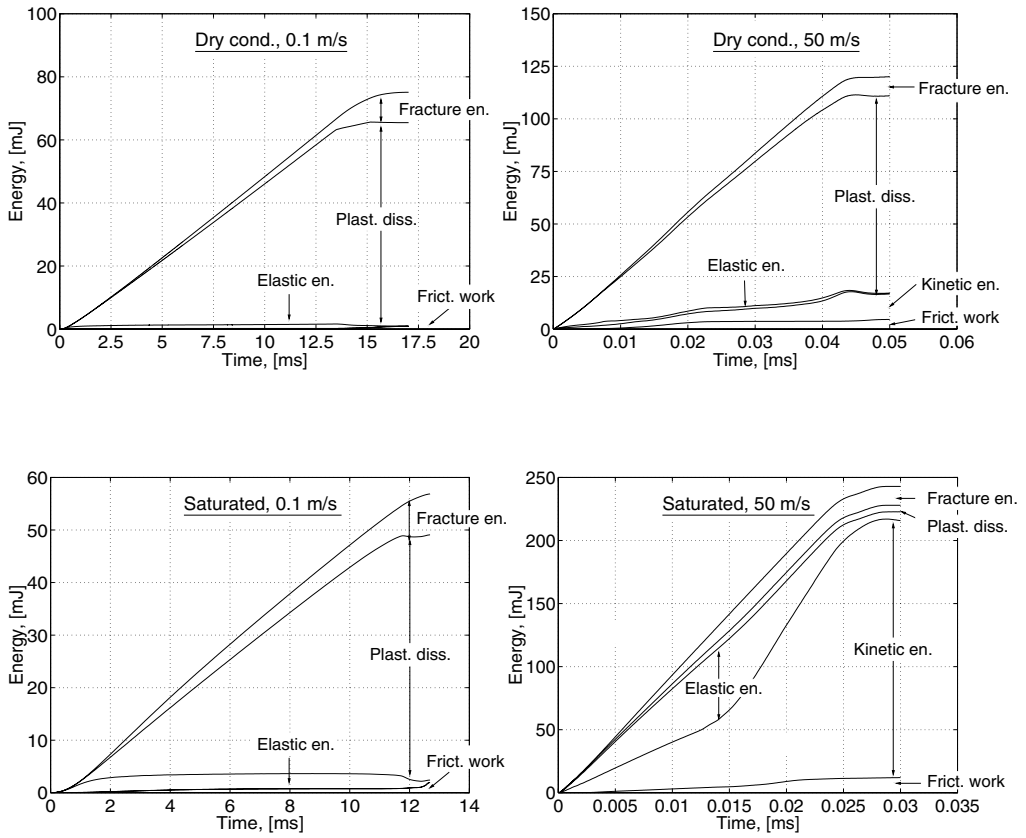 Dry cond., 0.1 m/s
Energy, [mJ]
100
80
60
40
20
0
Fracture en.
Plast. diss.
Elastic en.
Frict. work
0 2.5 5 7.5 10 12.5 15 17.5 20
Time, [ms]
Dry cond., 50 m/s
Energy, [mJ]
150
125
100
75
50
25
0
Fracture en.
Plast. diss.
Elastic en.
Kinetic en.
Frict. work
0 0.01 0.02 0.03 0.04 0.05 0.06
Time, [ms]
Saturated, 0.1 m/s
Energy, [mJ]
60
50
40
30
20
10
0
Fracture en.
Plast. diss.
Elastic en.
Frict. work
0 2 4 6 8 10 12 14
Time, [ms]
Saturated, 50 m/s
Energy, [mJ]
250
200
150
100
50
0
Fracture en.
Plast. diss.
Kinetic en.
Elastic en.
Frict. work
0 0.005 0.01 0.015 0.02 0.025 0.03 0.035
Time, [ms]